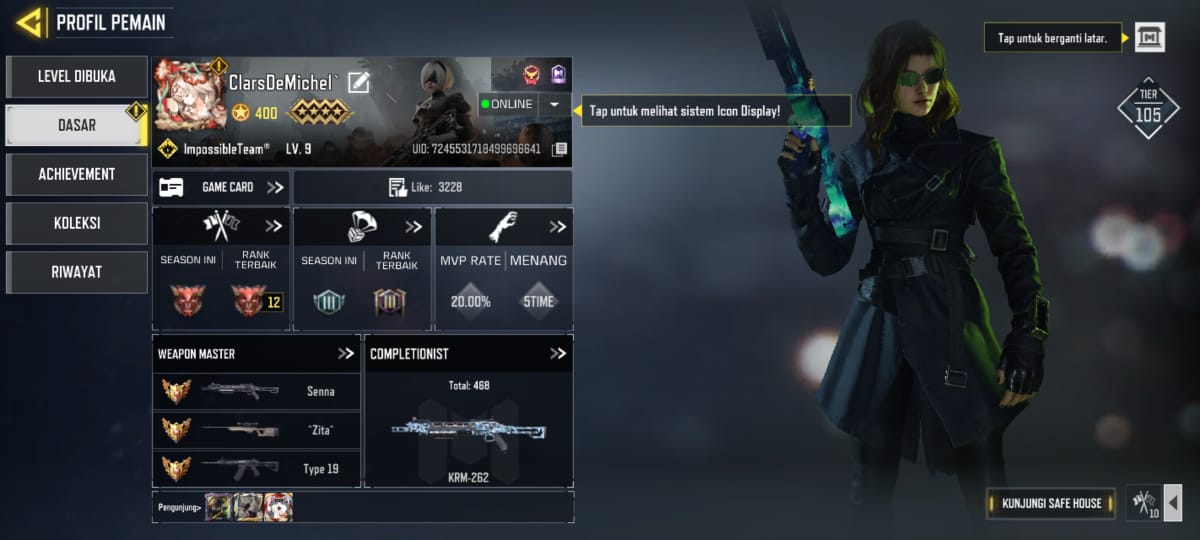 PROFIL PEMAIN
LEVEL DIBUKA
DASAR
ACHIEVEMENT
KOLEKSI
RIWAYAT
ClarsDeMichel`
400
ONLINE
ImpossibleTeam® LV. 9
UID: 7245531718499696641
Tap untuk melihat sistem Icon Display!
Tap untuk berganti latar.
TIER
105
GAME CARD
Like: 3228
SEASON INI
RANK TERBAIK
12
SEASON INI
RANK TERBAIK
MVP RATE
MENANG
20.00%
5TIME
WEAPON MASTER
Senna
"Zita"
Type 19
COMPLETIONIST
Total: 468
KRM-262
Pengunjung>
KUNJUNGI SAFE HOUSE
10